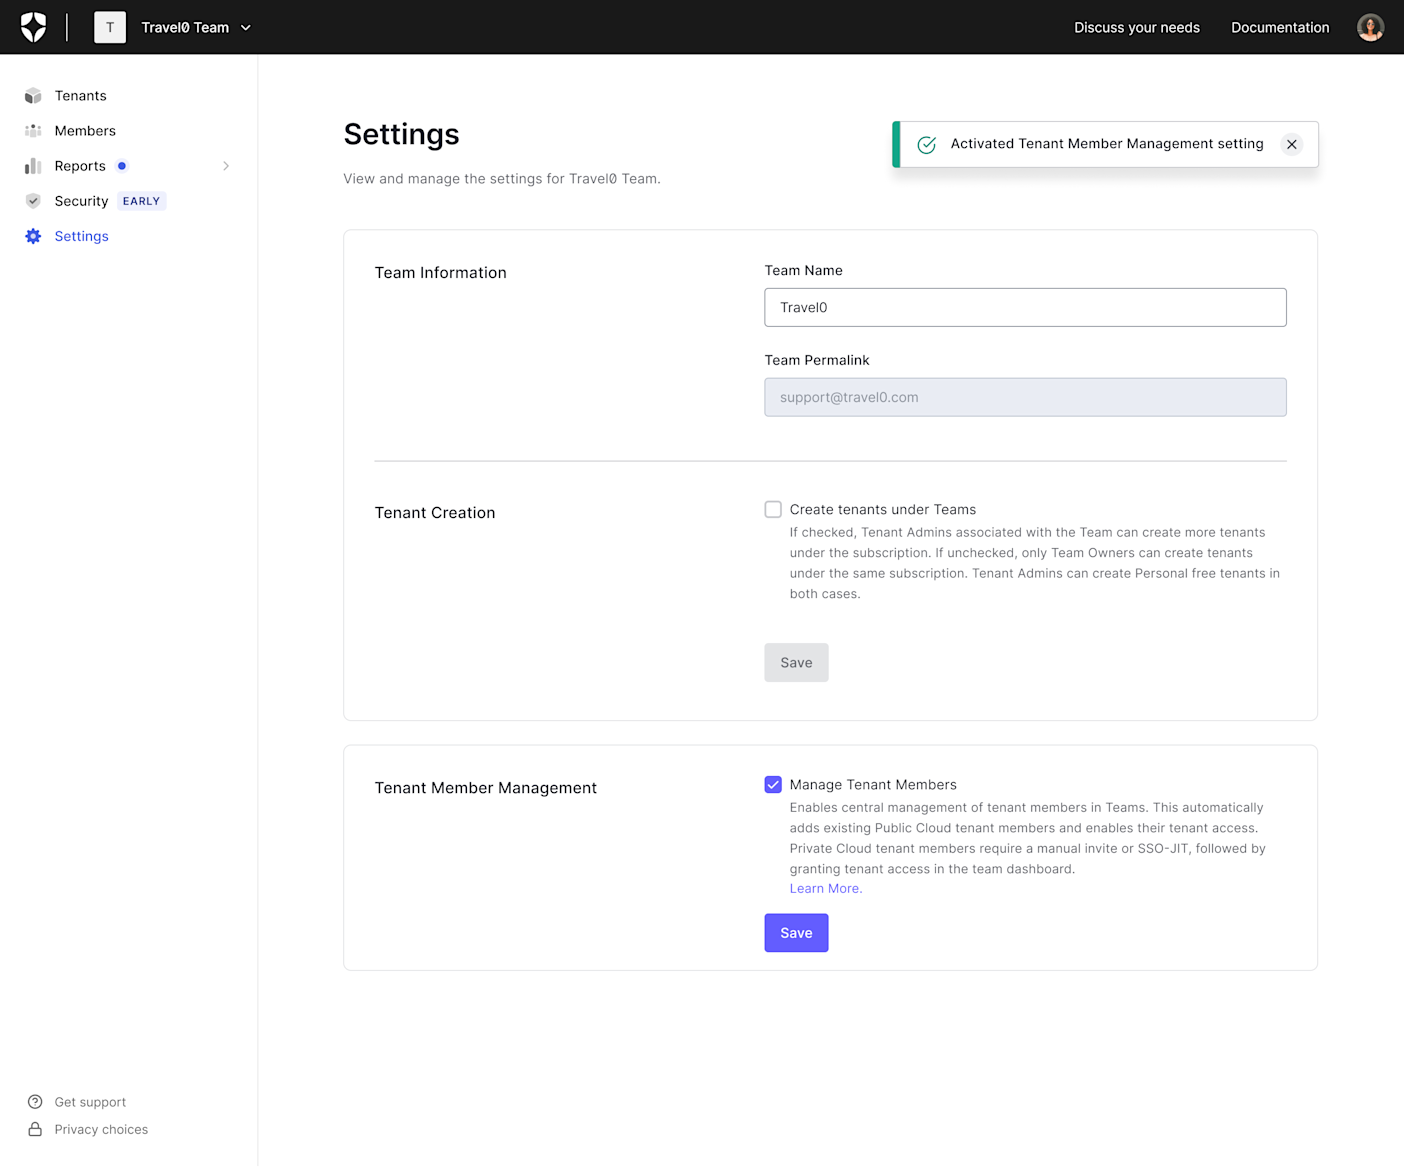 T
Travel0 Team
Discuss your needs
Documentation
Tenants
Members
Reports
Security EARLY
Settings
Get support
Privacy choices
Settings
View and manage the settings for Travel0 Team.
Activated Tenant Member Management setting
Team Information
Team Name
Travel0
Team Permalink
support@travel0.com
Tenant Creation
Create tenants under Teams
If checked, Tenant Admins associated with the Team can create more tenants
under the subscription. If unchecked, only Team Owners can create tenants
under the same subscription. Tenant Admins can create Personal free tenants in
both cases.
Save
Tenant Member Management
Manage Tenant Members
Enables central management of tenant members in Teams. This automatically
adds existing Public Cloud tenant members and enables their tenant access.
Private Cloud tenant members require a manual invite or SSO-JIT, followed by
granting tenant access in the team dashboard.
Learn More.
Save